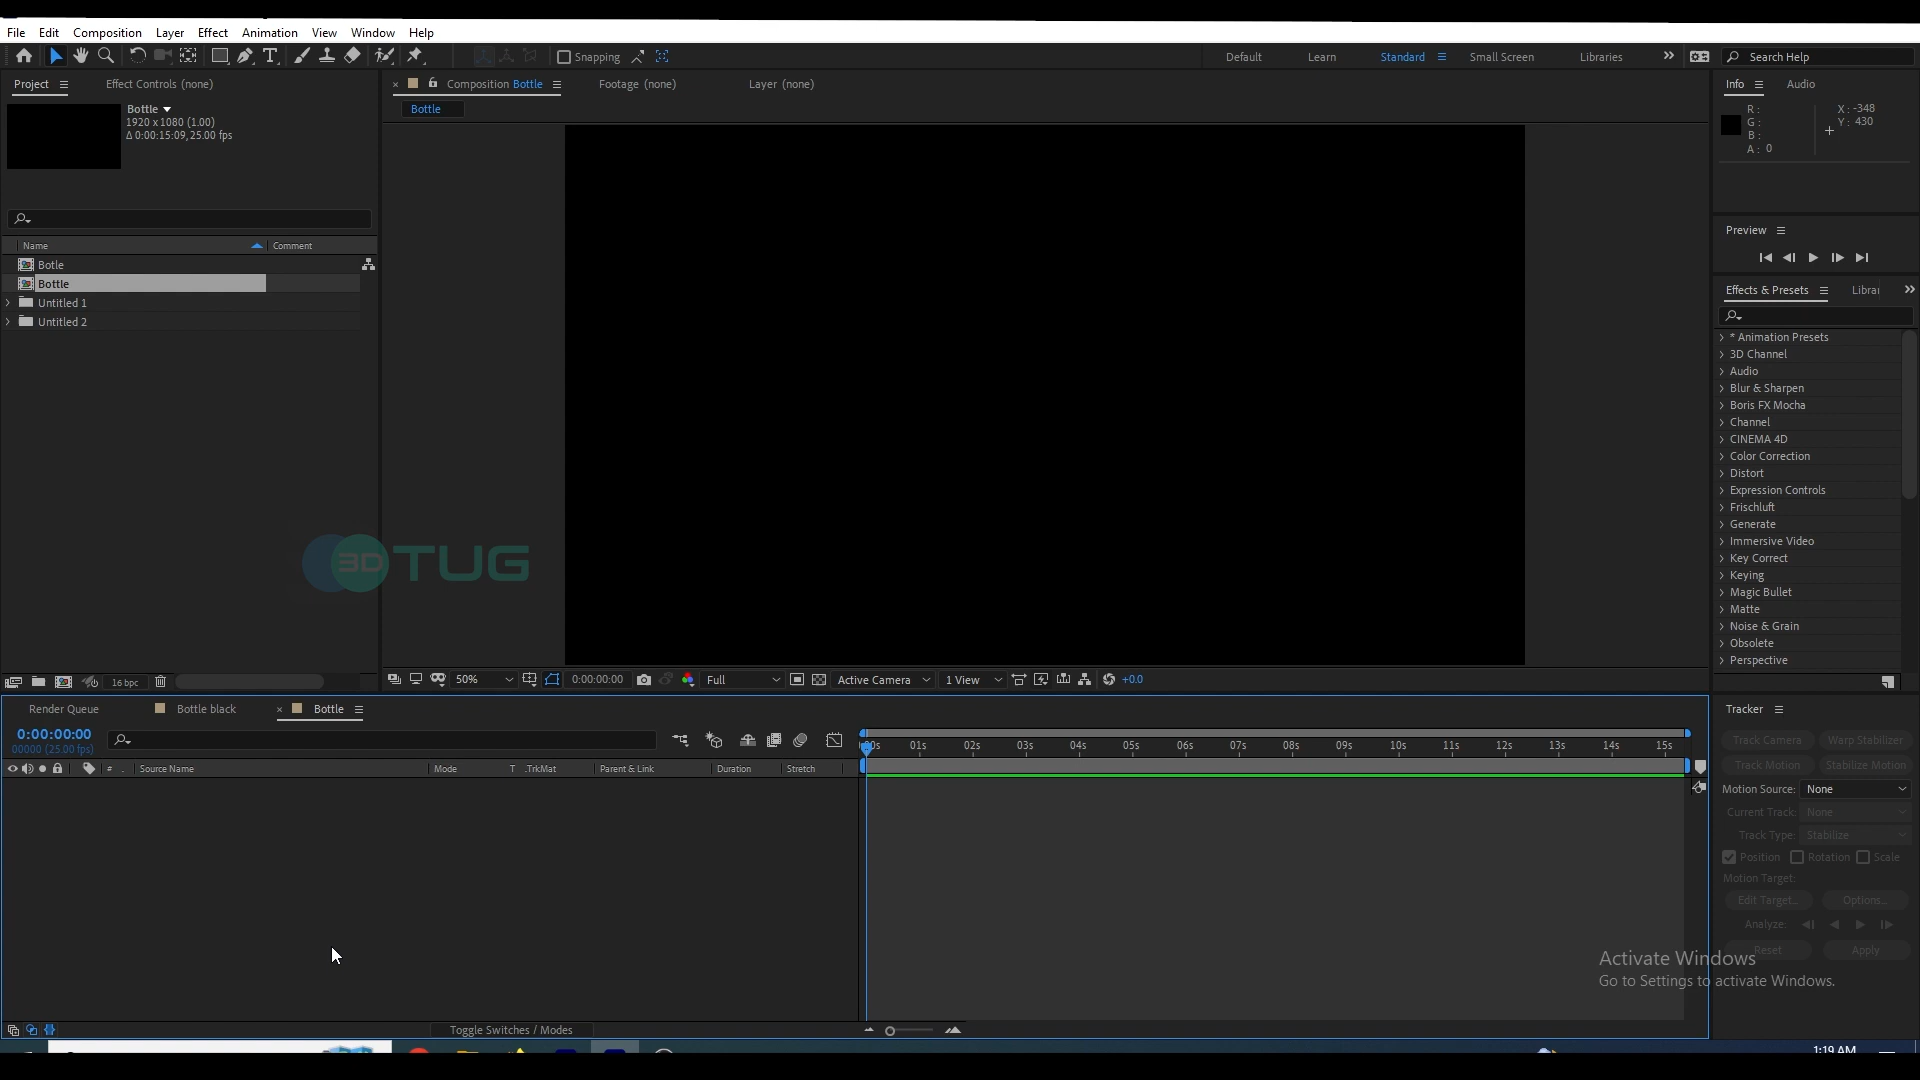 File Edit Composition Layer Effect Animation View Window Help
Snapping
Default Learn Standard Small Screen Libraries Search Help
Project Effect Controls (none)
Bottle
1920 x 1080 (1.00)
Δ 0:00:15:09, 25.00 fps
Name Comment
Botle
Bottle
Untitled 1
Untitled 2
16 bpc
Composition Bottle Footage (none) Layer (none)
Bottle
3D TUG
50% 0:00:00:00 Full Active Camera 1 View +0.0
Info Audio
R :
G :
B :
A : 0
X : -348
Y : 430
Preview
Effects & Presets Librar
* Animation Presets
3D Channel
Audio
Blur & Sharpen
Boris FX Mocha
Channel
CINEMA 4D
Color Correction
Distort
Expression Controls
Frischluft
Generate
Immersive Video
Key Correct
Keying
Magic Bullet
Matte
Noise & Grain
Obsolete
Perspective
Render Queue Bottle black Bottle
0:00:00:00
00000 (25.00 fps)
# Source Name Mode T .TrkMat Parent & Link Duration Stretch
01s 02s 03s 04s 05s 06s 07s 08s 09s 10s 11s 12s 13s 14s 15s
Toggle Switches / Modes
Tracker
Track Camera Warp Stabilizer
Track Motion Stabilize Motion
Motion Source: None
Current Track: None
Track Type: Stabilize
Position Rotation Scale
Motion Target:
Edit Target... Options...
Analyze:
Reset Apply
Activate Windows
Go to Settings to activate Windows.
1:19 AM